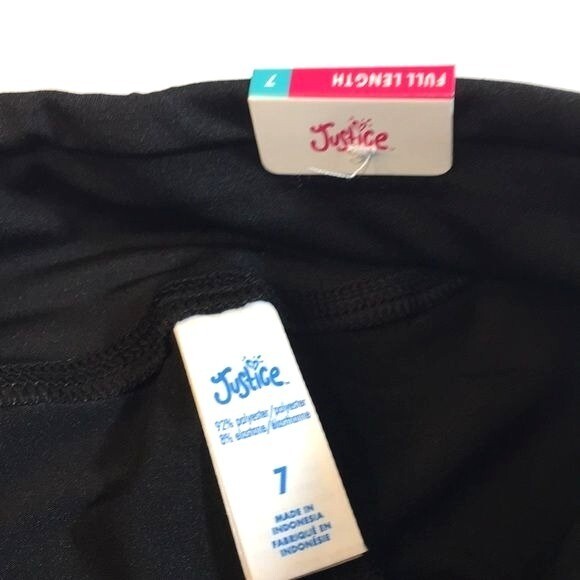 7 FULL LENGTH
Justice
Justice
92% polyester/polyester
8% elastane/élasthanne
7
MADE IN
INDONESIA
FABRIQUÉ EN
INDONÉSIE